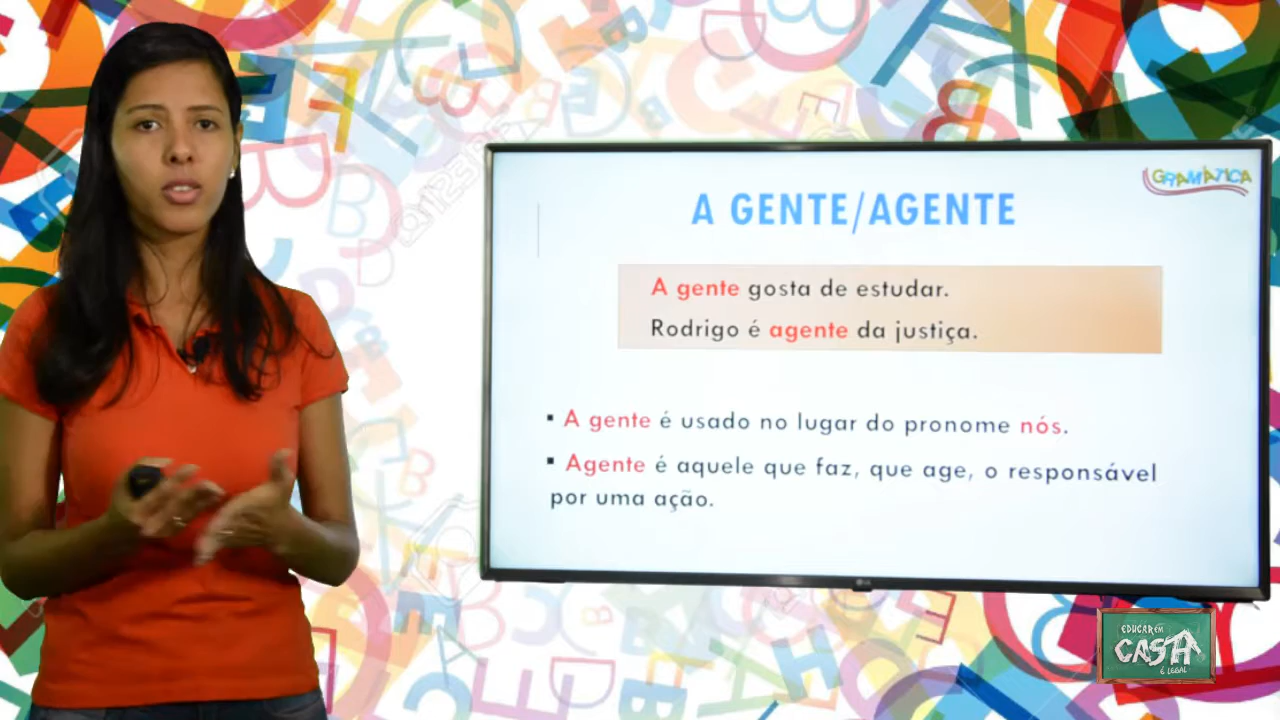 GRAMÁTICA
A GENTE/AGENTE
A gente gosta de estudar.
Rodrigo é agente da justiça.
▪ A gente é usado no lugar do pronome nós.
▪ Agente é aquele que faz, que age, o responsável
por uma ação.
LG
EDUCAR EM
CASA
É LEGAL